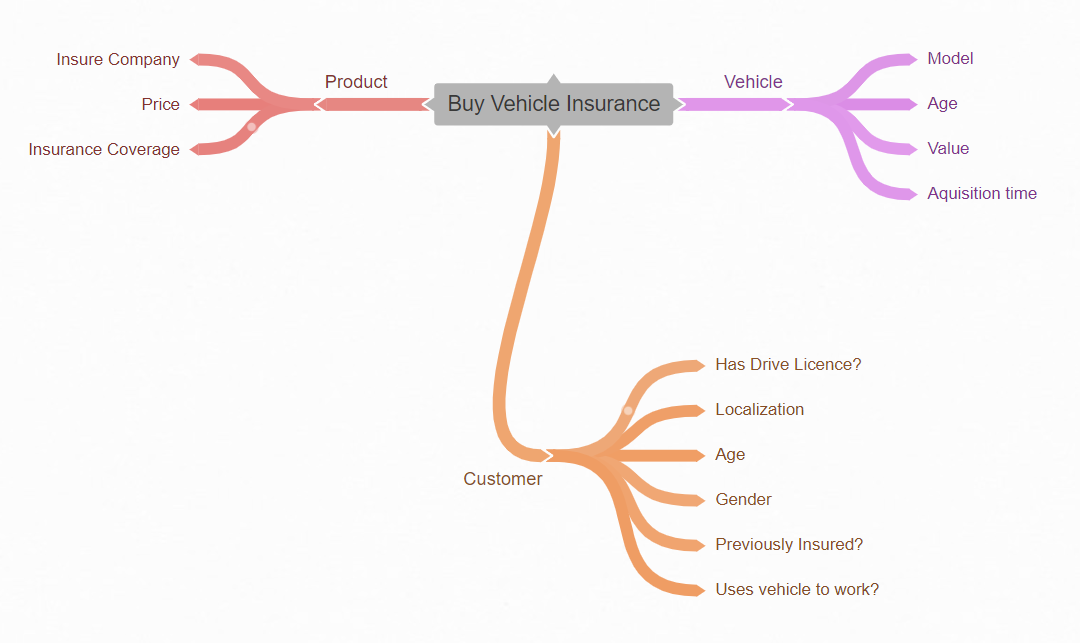 Buy Vehicle Insurance
Product
Insure Company
Price
Insurance Coverage
Vehicle
Model
Age
Value
Aquisition time
Customer
Has Drive Licence?
Localization
Age
Gender
Previously Insured?
Uses vehicle to work?